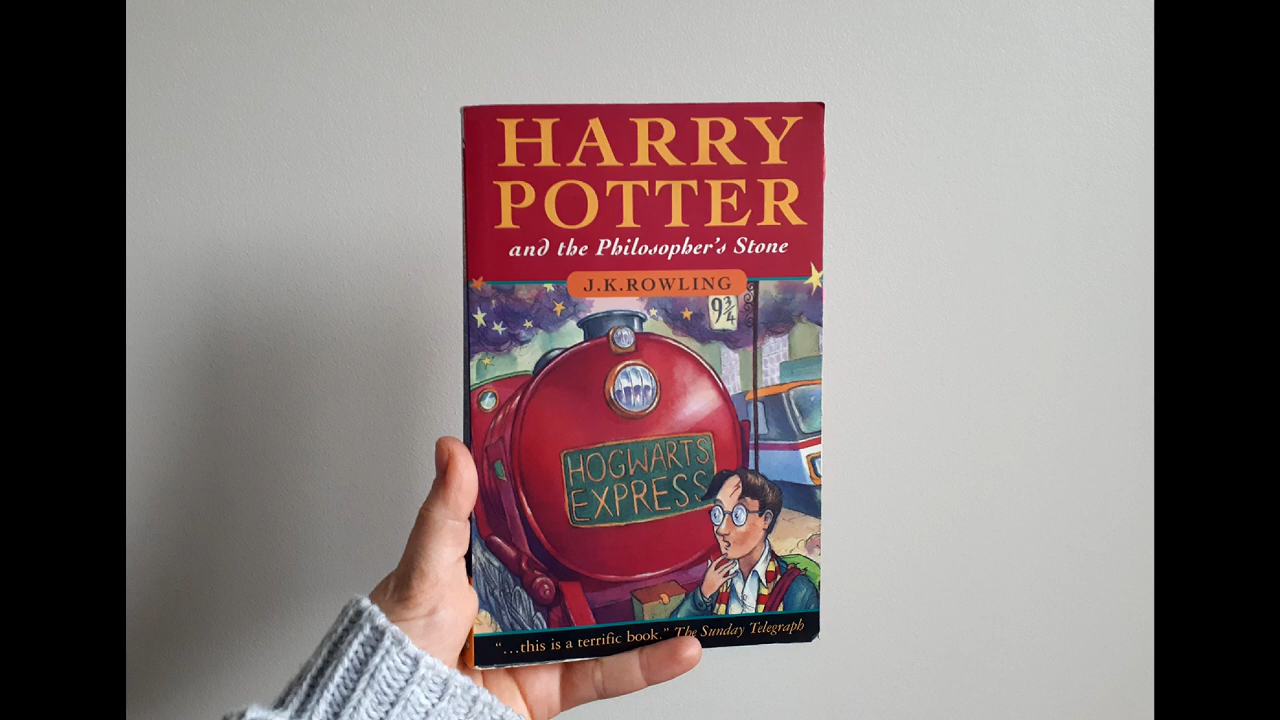 HARRY
POTTER
and the Philosopher's Stone
J.K.ROWLING
9¾
HOGWARTS
EXPRESS
“...this is a terrific book.” The Sunday Telegraph